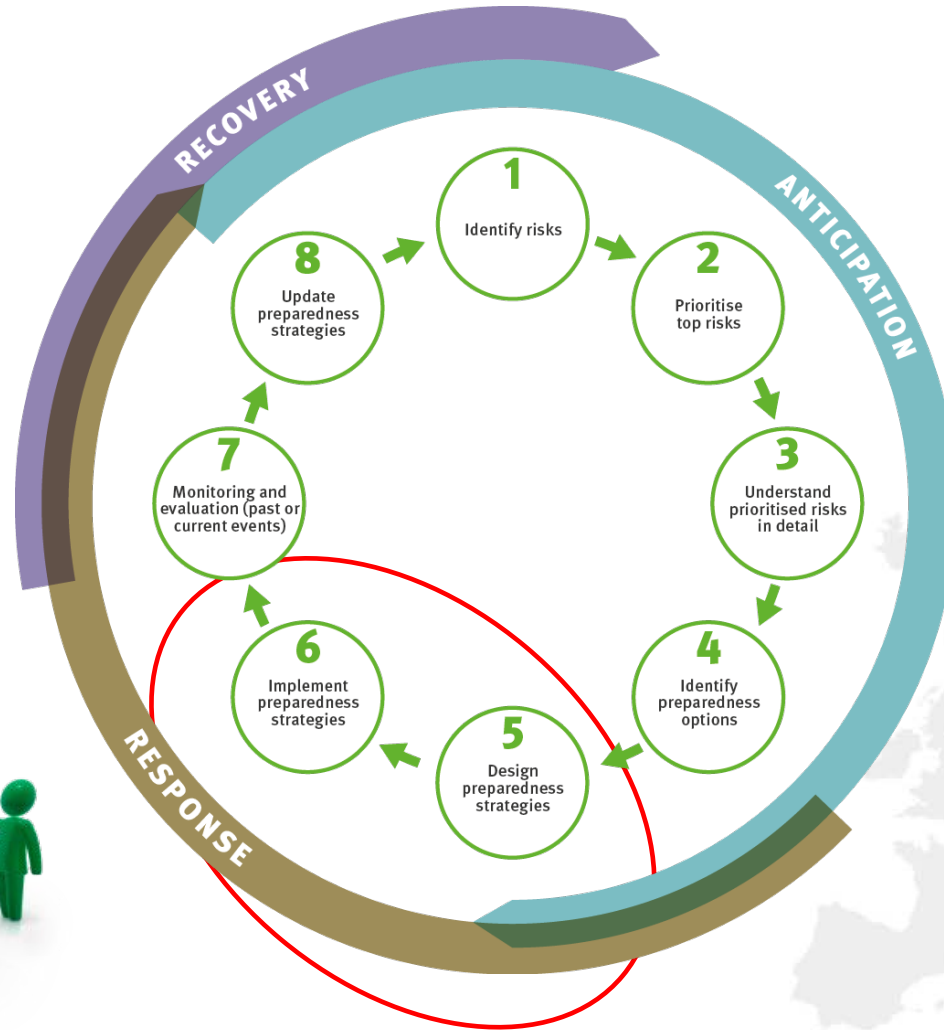 RECOVERY
ANTICIPATION
RESPONSE
1
Identify risks
2
Prioritise
top risks
3
Understand
prioritised risks
in detail
4
Identify
preparedness
options
5
Design
preparedness
strategies
6
Implement
preparedness
strategies
7
Monitoring and
evaluation (past or
current events)
8
Update
preparedness
strategies